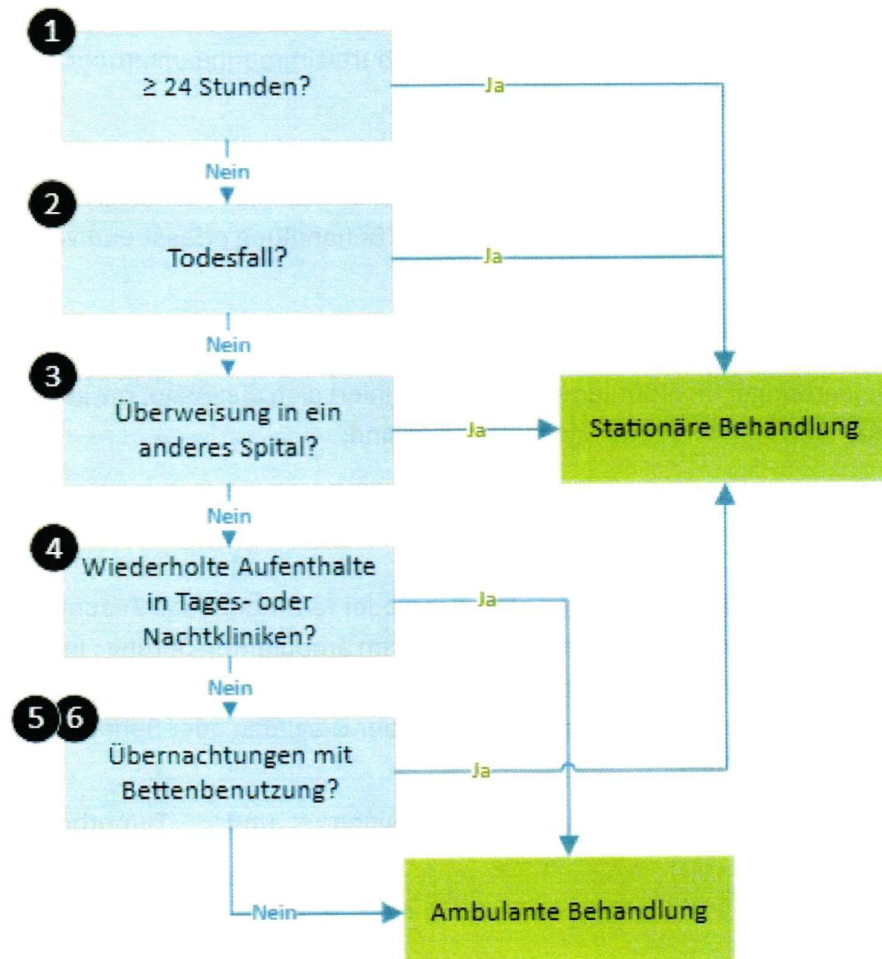 1
≥ 24 Stunden?
Ja
Nein
2
Todesfall?
Ja
Nein
3
Überweisung in ein
anderes Spital?
Ja
Stationäre Behandlung
Nein
4
Wiederholte Aufenthalte
in Tages- oder
Nachtkliniken?
Ja
Nein
5 6
Übernachtungen mit
Bettenbenutzung?
Ja
Nein
Ambulante Behandlung